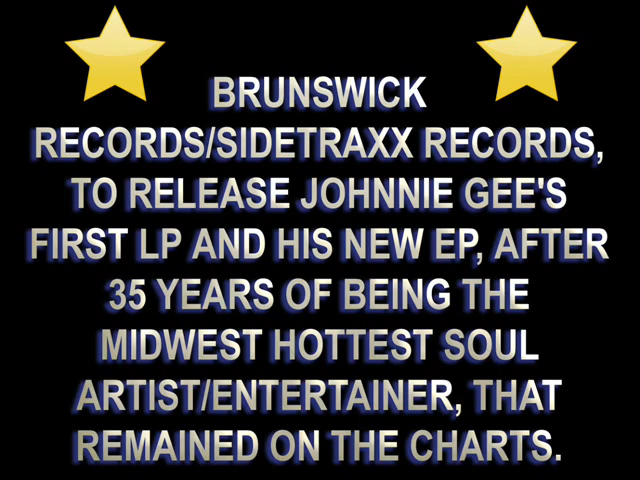 BRUNSWICK
RECORDS/SIDETRAXX RECORDS,
TO RELEASE JOHNNIE GEE'S
FIRST LP AND HIS NEW EP, AFTER
35 YEARS OF BEING THE
MIDWEST HOTTEST SOUL
ARTIST/ENTERTAINER, THAT
REMAINED ON THE CHARTS.